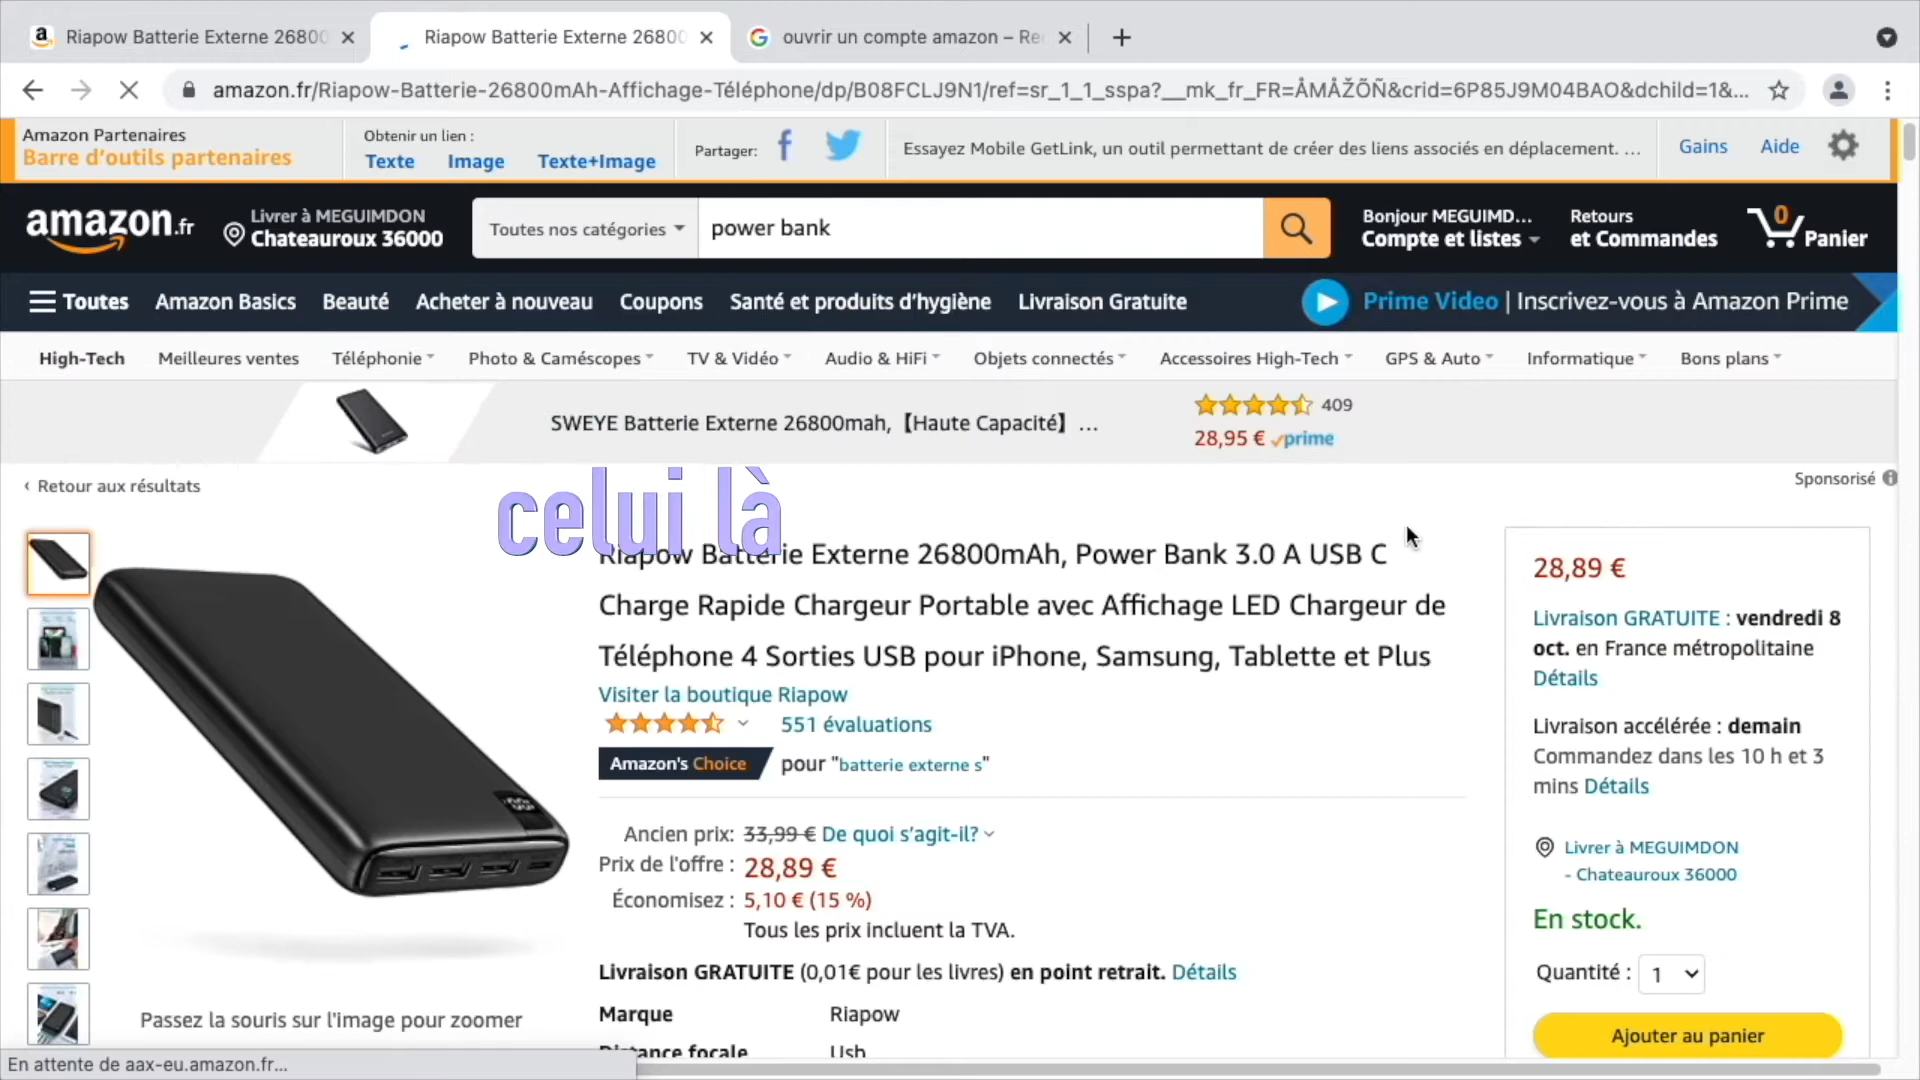 Riapow Batterie Externe 26800
Riapow Batterie Externe 26800
ouvrir un compte amazon – Re
amazon.fr/Riapow-Batterie-26800mAh-Affichage-Téléphone/dp/B08FCLJ9N1/ref=sr_1_1_sspa?__mk_fr_FR=ÅMÅŽÕÑ&crid=6P85J9M04BAO&dchild=1&...
Amazon Partenaires
Barre d'outils partenaires
Obtenir un lien :
Texte Image Texte+Image
Partager:
Essayez Mobile GetLink, un outil permettant de créer des liens associés en déplacement. ...
Gains Aide
amazon.fr
Livrer à MEGUIMDON
Chateauroux 36000
Toutes nos catégories
power bank
Bonjour MEGUIMD...
Compte et listes
Retours
et Commandes
0
Panier
Toutes Amazon Basics Beauté Acheter à nouveau Coupons Santé et produits d'hygiène Livraison Gratuite
Prime Video | Inscrivez-vous à Amazon Prime
High-Tech Meilleures ventes Téléphonie Photo & Caméscopes TV & Vidéo Audio & HiFi Objets connectés Accessoires High-Tech GPS & Auto Informatique Bons plans
SWEYE Batterie Externe 26800mah,【Haute Capacité】 ...
409
28,95 € prime
Sponsorisé
‹ Retour aux résultats
celui là
Riapow Batterie Externe 26800mAh, Power Bank 3.0 A USB C
Charge Rapide Chargeur Portable avec Affichage LED Chargeur de
Téléphone 4 Sorties USB pour iPhone, Samsung, Tablette et Plus
Visiter la boutique Riapow
551 évaluations
Amazon's Choice pour "batterie externe s"
Ancien prix: 33,99 € De quoi s'agit-il?
Prix de l'offre : 28,89 €
Économisez : 5,10 € (15 %)
Tous les prix incluent la TVA.
Livraison GRATUITE (0,01€ pour les livres) en point retrait. Détails
Marque Riapow
Distance focale Usb
Passez la souris sur l'image pour zoomer
28,89 €
Livraison GRATUITE : vendredi 8
oct. en France métropolitaine
Détails
Livraison accélérée : demain
Commandez dans les 10 h et 3
mins Détails
Livrer à MEGUIMDON
- Chateauroux 36000
En stock.
Quantité : 1
Ajouter au panier
En attente de aax-eu.amazon.fr...